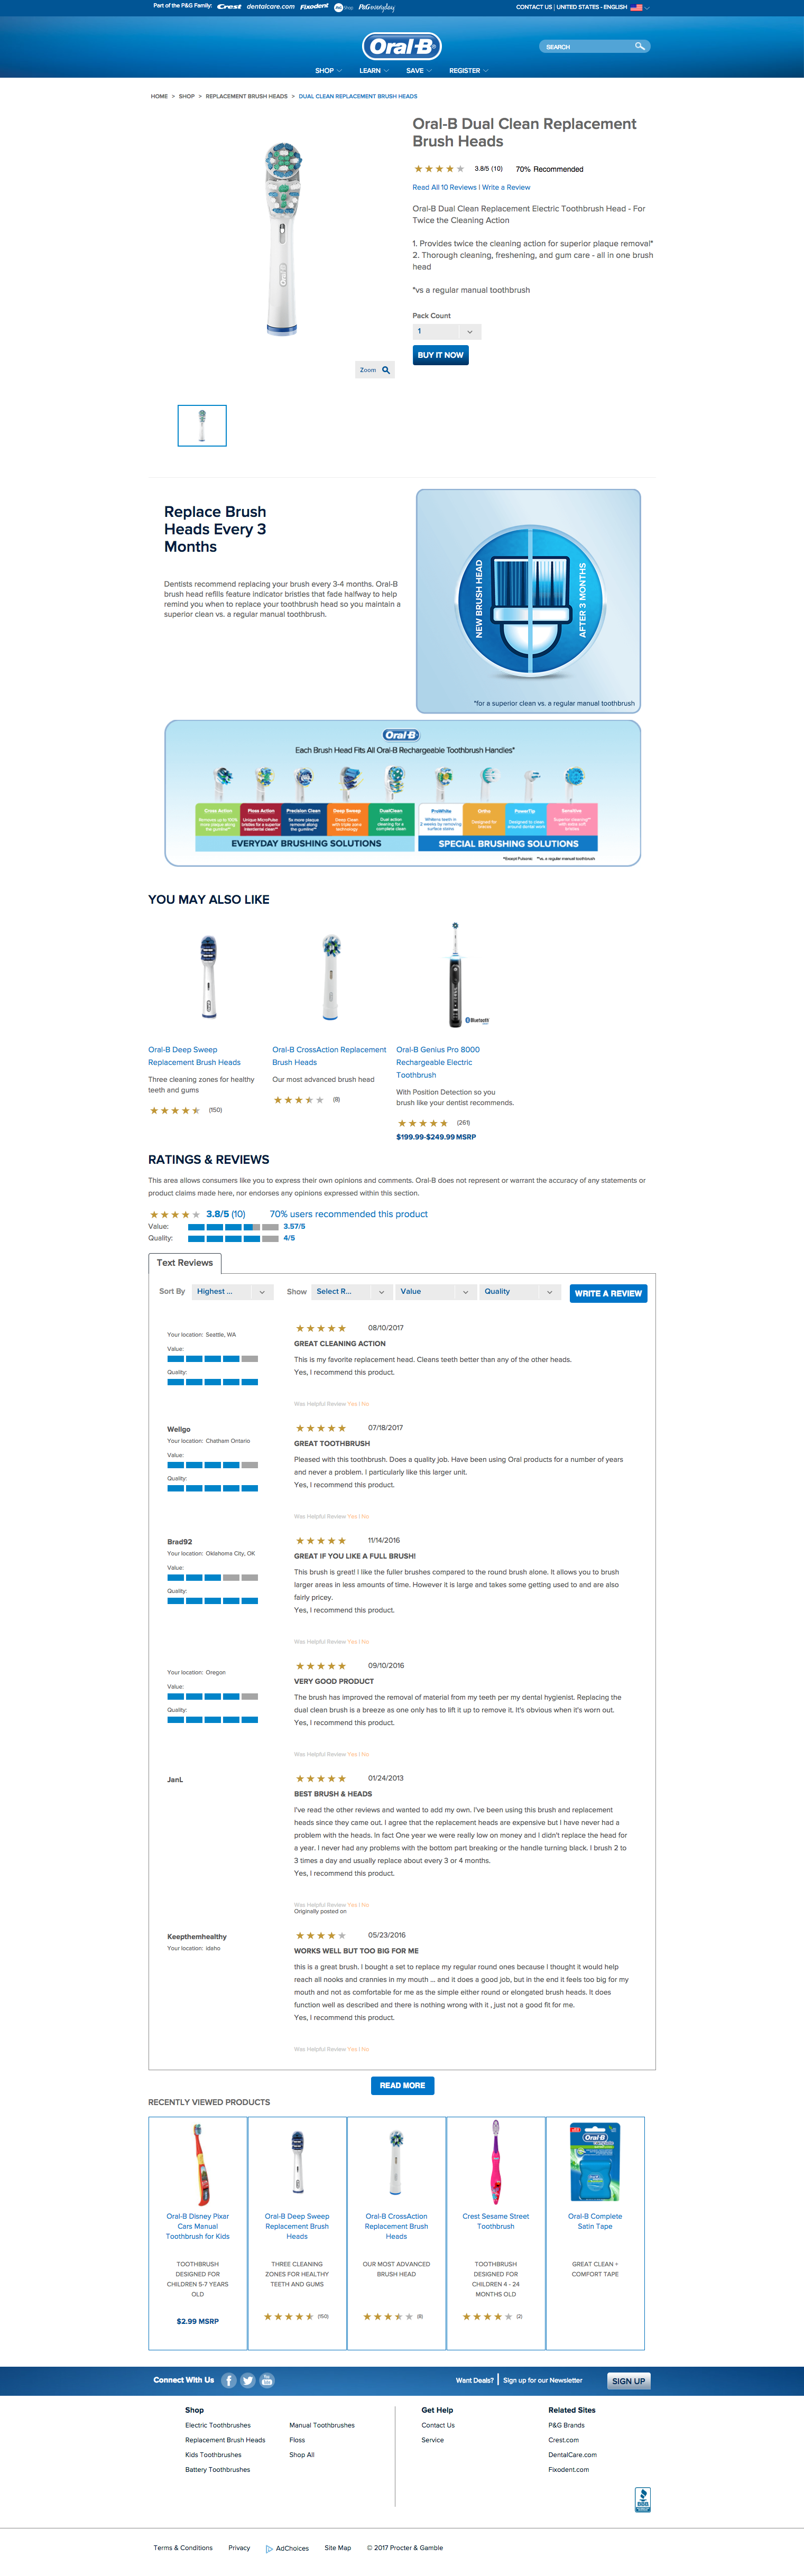 Part of the P&G Family: Crest dentalcare.com Fixodent P&G everyday
CONTACT US | UNITED STATES - ENGLISH
Oral-B
SEARCH
SHOP LEARN SAVE REGISTER
HOME > SHOP > REPLACEMENT BRUSH HEADS > DUAL CLEAN REPLACEMENT BRUSH HEADS
Oral-B Dual Clean Replacement
Brush Heads
3.8/5 (10) 70% Recommended
Read All 10 Reviews | Write a Review
Oral-B Dual Clean Replacement Electric Toothbrush Head - For
Twice the Cleaning Action
1. Provides twice the cleaning action for superior plaque removal*
2. Thorough cleaning, freshening, and gum care - all in one brush
head
*vs a regular manual toothbrush
Pack Count
1
BUY IT NOW
Zoom
Replace Brush
Heads Every 3
Months
Dentists recommend replacing your brush every 3-4 months. Oral-B
brush head refills feature indicator bristles that fade halfway to help
remind you when to replace your toothbrush head so you maintain a
superior clean vs. a regular manual toothbrush.
NEW BRUSH HEAD
AFTER 3 MONTHS
*for a superior clean vs. a regular manual toothbrush
Oral-B
Each Brush Head Fits All Oral-B Rechargeable Toothbrush Handles*
Cross Action Floss Action Precision Clean Deep Sweep DualClean ProWhite Ortho PowerTip Sensitive
EVERYDAY BRUSHING SOLUTIONS
SPECIAL BRUSHING SOLUTIONS
*Except Pulsonic **vs. a regular manual toothbrush
YOU MAY ALSO LIKE
Bluetooth
Oral-B Deep Sweep
Replacement Brush Heads
Three cleaning zones for healthy
teeth and gums
(150)
Oral-B CrossAction Replacement
Brush Heads
Our most advanced brush head
(8)
Oral-B Genius Pro 8000
Rechargeable Electric
Toothbrush
With Position Detection so you
brush like your dentist recommends.
(261)
$199.99-$249.99 MSRP
RATINGS & REVIEWS
This area allows consumers like you to express their own opinions and comments. Oral-B does not represent or warrant the accuracy of any statements or
product claims made here, nor endorses any opinions expressed within this section.
3.8/5 (10) 70% users recommended this product
Value: 3.57/5
Quality: 4/5
Text Reviews
Sort By Highest ... Show Select R... Value Quality WRITE A REVIEW
08/10/2017
Your location: Seattle, WA
Value:
Quality:
GREAT CLEANING ACTION
This is my favorite replacement head. Cleans teeth better than any of the other heads.
Yes, I recommend this product.
Was Helpful Review Yes | No
Wellgo
Your location: Chatham Ontario
Value:
Quality:
07/18/2017
GREAT TOOTHBRUSH
Pleased with this toothbrush. Does a quality job. Have been using Oral products for a number of years
and never a problem. I particularly like this larger unit.
Yes, I recommend this product.
Was Helpful Review Yes | No
Brad92
Your location: Oklahoma City, OK
Value:
Quality:
11/14/2016
GREAT IF YOU LIKE A FULL BRUSH!
This brush is great! I like the fuller brushes compared to the round brush alone. It allows you to brush
larger areas in less amounts of time. However it is large and takes some getting used to and are also
fairly pricey.
Yes, I recommend this product.
Was Helpful Review Yes | No
Your location: Oregon
Value:
Quality:
09/10/2016
VERY GOOD PRODUCT
The brush has improved the removal of material from my teeth per my dental hygienist. Replacing the
dual clean brush is a breeze as one only has to lift it up to remove it. It's obvious when it's worn out.
Yes, I recommend this product.
Was Helpful Review Yes | No
JanL
01/24/2013
BEST BRUSH & HEADS
I've read the other reviews and wanted to add my own. I've been using this brush and replacement
heads since they came out. I agree that the replacement heads are expensive but I have never had a
problem with the heads. In fact One year we were really low on money and I didn't replace the head for
a year. I never had any problems with the bottom part breaking or the handle turning black. I brush 2 to
3 times a day and usually replace about every 3 or 4 months.
Yes, I recommend this product.
Was Helpful Review Yes | No
Originally posted on
Keepthemhealthy
Your location: idaho
05/23/2016
WORKS WELL BUT TOO BIG FOR ME
this is a great brush. I bought a set to replace my regular round ones because I thought it would help
reach all nooks and crannies in my mouth ... and it does a good job, but in the end it feels too big for my
mouth and not as comfortable for me as the simple either round or elongated brush heads. It does
function well as described and there is nothing wrong with it , just not a good fit for me.
Yes, I recommend this product.
Was Helpful Review Yes | No
READ MORE
RECENTLY VIEWED PRODUCTS
Oral-B Disney Pixar
Cars Manual
Toothbrush for Kids
TOOTHBRUSH
DESIGNED FOR
CHILDREN 5-7 YEARS
OLD
$2.99 MSRP
Oral-B Deep Sweep
Replacement Brush
Heads
THREE CLEANING
ZONES FOR HEALTHY
TEETH AND GUMS
(150)
Oral-B CrossAction
Replacement Brush
Heads
OUR MOST ADVANCED
BRUSH HEAD
(8)
Crest Sesame Street
Toothbrush
TOOTHBRUSH
DESIGNED FOR
CHILDREN 4 - 24
MONTHS OLD
(2)
Oral-B
Oral-B Complete
Satin Tape
GREAT CLEAN +
COMFORT TAPE
Connect With Us
Want Deals? | Sign up for our Newsletter SIGN UP
Shop
Electric Toothbrushes
Replacement Brush Heads
Kids Toothbrushes
Battery Toothbrushes
Manual Toothbrushes
Floss
Shop All
Get Help
Contact Us
Service
Related Sites
P&G Brands
Crest.com
DentalCare.com
Fixodent.com
BBB
Terms & Conditions Privacy AdChoices Site Map © 2017 Procter & Gamble